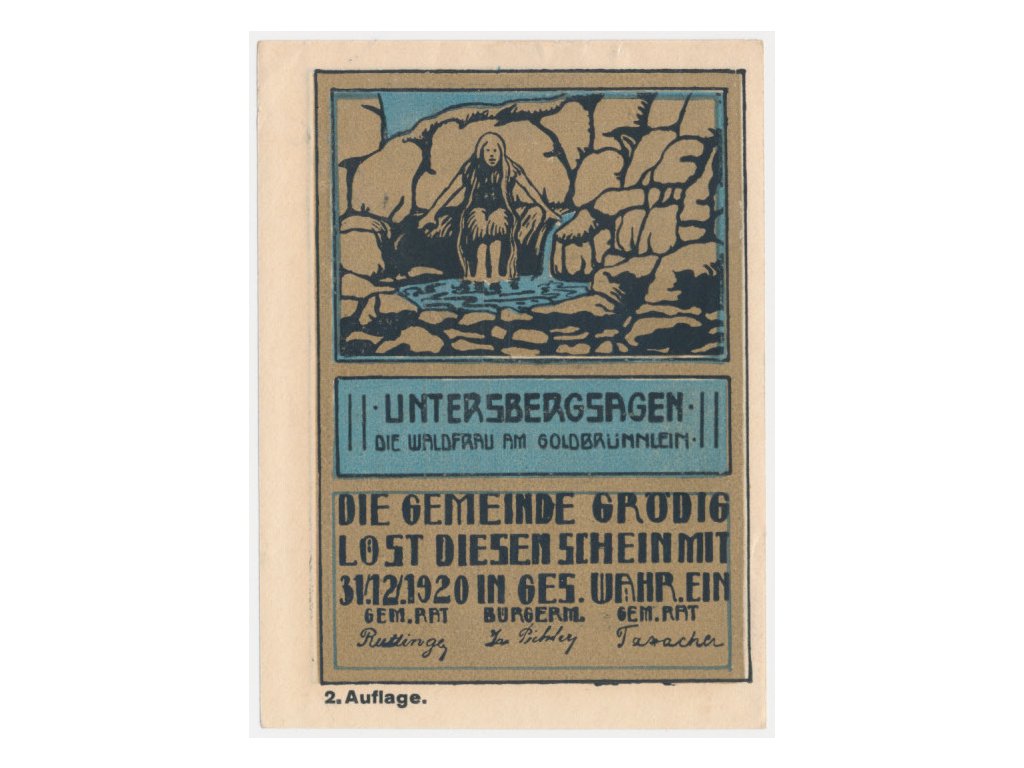 · UNTERSBERGSAGEN ·
DIE WALDFRAU AM GOLDBRÜNNLEIN ·
DIE GEMEINDE GRÖDIG
LÖST DIESEN SCHEIN MIT
31.12.1920 IN GES. WÄHR. EIN
GEM. RAT BÜRGERM. GEM. RAT
Pichler
2. Auflage.